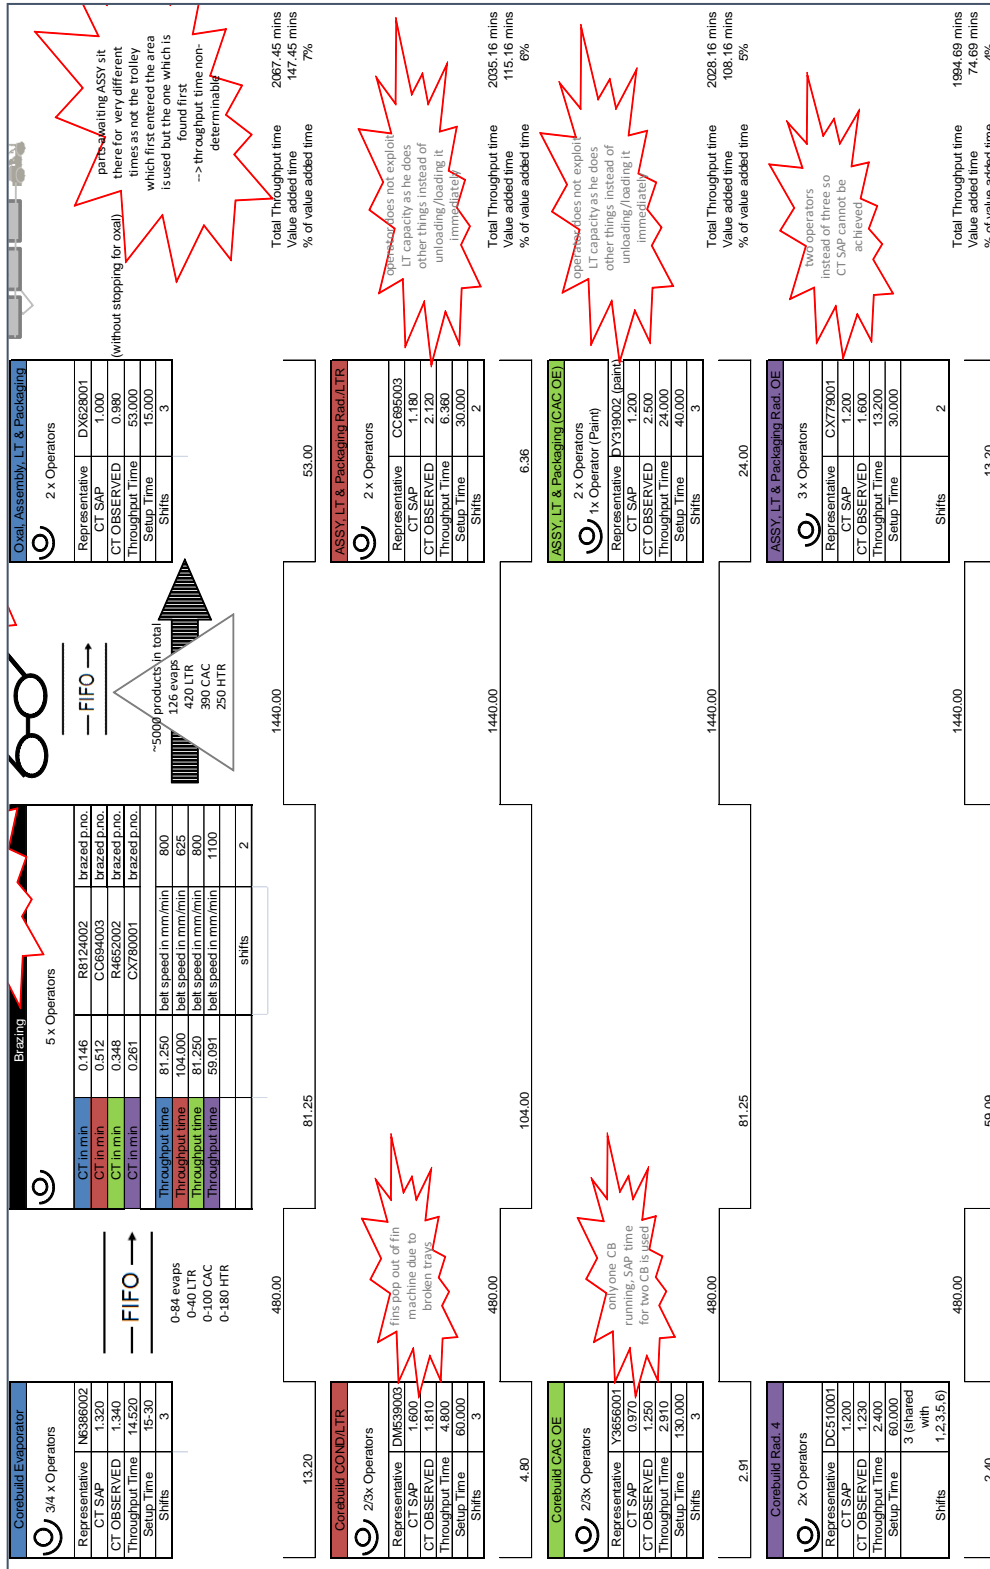 Corebuild Evaporator
3/4 x Operators
Representative N6386002
CT SAP 1.320
CT OBSERVED 1.340
Throughput Time 14.520
Setup Time 15-30
Shifts 3
FIFO
0-84 evaps
0-40 LTR
0-100 CAC
0-180 HTR
Brazing
5 x Operators
CT in min 0.146 R8124002 brazed p.no.
CT in min 0.512 CC694003 brazed p.no.
CT in min 0.348 R4652002 brazed p.no.
CT in min 0.261 CX780001 brazed p.no.
Throughput time 81.250 belt speed in mm/min 800
Throughput time 104.000 belt speed in mm/min 625
Throughput time 81.250 belt speed in mm/min 800
Throughput time 59.091 belt speed in mm/min 1100
shifts 2
FIFO
~5000 products in total
126 evaps
420 LTR
390 CAC
250 HTR
Oxal, Assembly, LT & Packaging
2 x Operators
Representative DX628001
CT SAP 1.000
CT OBSERVED 0.980 (without stopping for oxal)
Throughput Time 53.000
Setup Time 15.000
Shifts 3
parts awaiting ASSY sit
there for very different
times as not the trolley
which first entered the area
is used but the one which is
found first
--> throughput time non-
determinable
13.20 480.00 81.25 1440.00 53.00
Total Throughput time 2067.45 mins
Value added time 147.45 mins
% of value added time 7%
Corebuild COND/LTR
2/3x Operators
Representative DM539003
CT SAP 1.600
CT OBSERVED 1.810
Throughput Time 4.800
Setup Time 60.000
Shifts 3
fins pop out of fin
machine due to
broken trays
ASSY, LT & Packaging Rad./LTR
2 x Operators
Representative CC695003
CT SAP 1.180
CT OBSERVED 2.120
Throughput Time 6.360
Setup Time 30.000
Shifts 2
operator does not exploit
LT capacity as he does
other things instead of
unloading/loading it
immediately
4.80 480.00 104.00 1440.00 6.36
Total Throughput time 2035.16 mins
Value added time 115.16 mins
% of value added time 6%
Corebuild CAC OE
2/3x Operators
Representative Y3656001
CT SAP 0.970
CT OBSERVED 1.250
Throughput Time 2.910
Setup Time 130.000
Shifts 3
only one CB
running, SAP time
for two CB is used
ASSY, LT & Packaging (CAC OE)
2 x Operators
1x Operator (Paint)
Representative DY319002 (paint)
CT SAP 1.200
CT OBSERVED 2.500
Throughput Time 24.000
Setup Time 40.000
Shifts 3
operator does not exploit
LT capacity as he does
other things instead of
unloading/loading it
immediately
2.91 480.00 81.25 1440.00 24.00
Total Throughput time 2028.16 mins
Value added time 108.16 mins
% of value added time 5%
Corebuild Rad. 4
2x Operators
Representative DC510001
CT SAP 1.200
CT OBSERVED 1.230
Throughput Time 2.400
Setup Time 60.000
Shifts 3 (shared
with
1,2,3,5,6)
ASSY, LT & Packaging Rad. OE
3 x Operators
Representative CX779001
CT SAP 1.200
CT OBSERVED 1.600
Throughput Time 13.200
Setup Time 30.000
Shifts 2
two operators
instead of three so
CT SAP cannot be
achieved
2.40 480.00 59.09 1440.00 13.20
Total Throughput time 1994.69 mins
Value added time 74.69 mins
% of value added time 4%